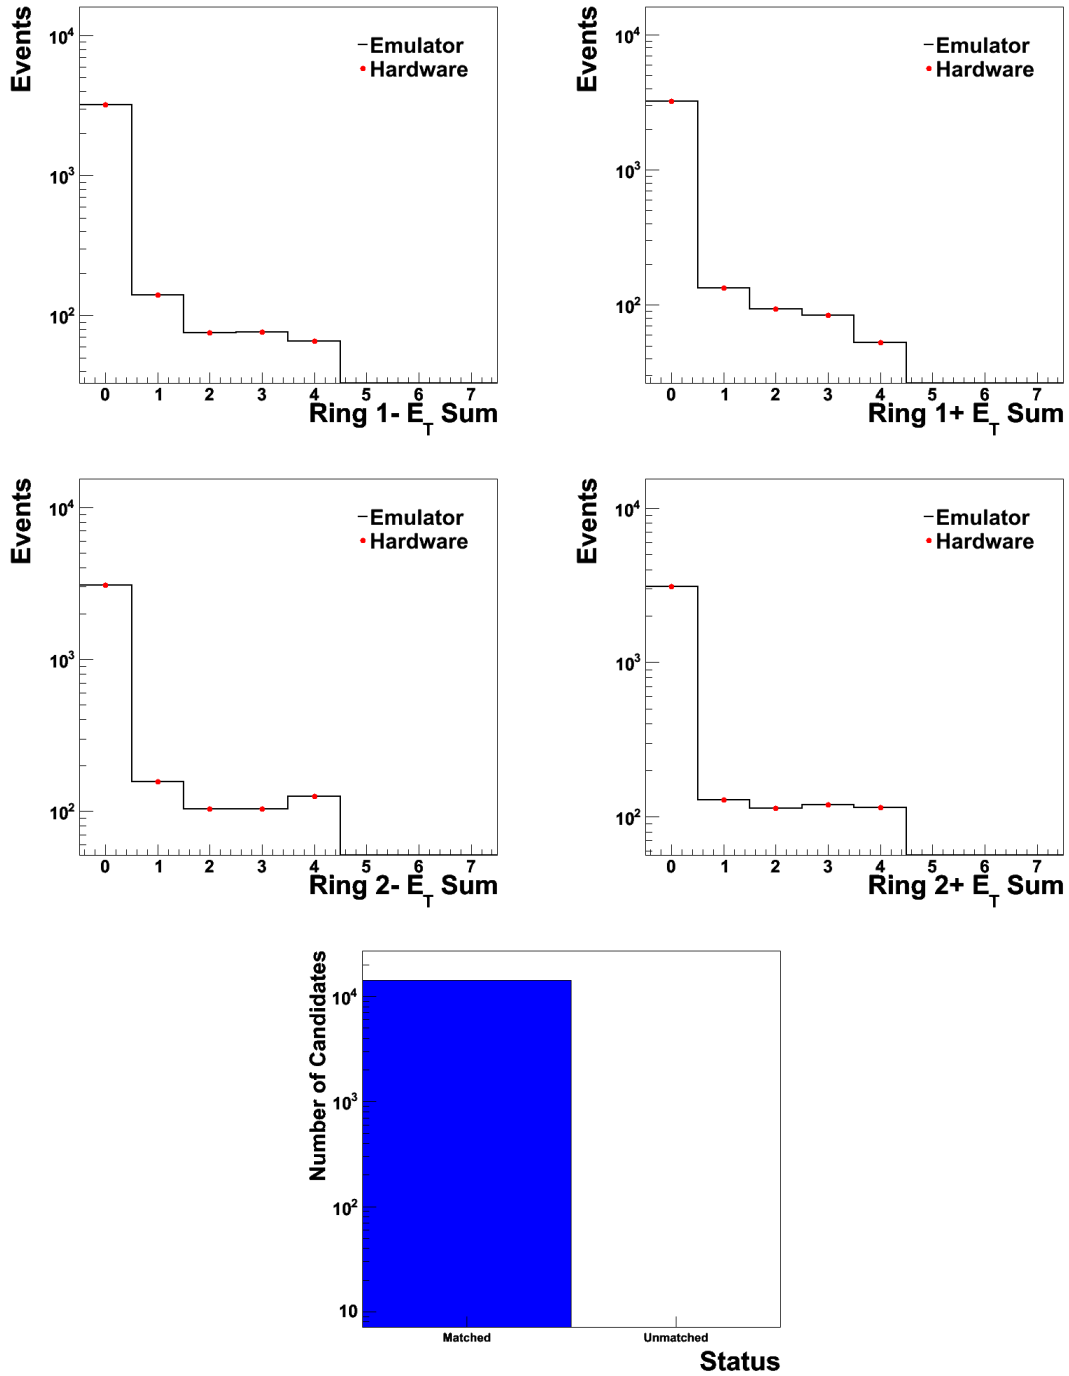 Events
10^4
10^3
10^2
Emulator
Hardware
0 1 2 3 4 5 6 7
Ring 1- E_T Sum
Events
10^4
10^3
10^2
Emulator
Hardware
0 1 2 3 4 5 6 7
Ring 1+ E_T Sum
Events
10^4
10^3
10^2
Emulator
Hardware
0 1 2 3 4 5 6 7
Ring 2- E_T Sum
Events
10^4
10^3
10^2
Emulator
Hardware
0 1 2 3 4 5 6 7
Ring 2+ E_T Sum
Number of Candidates
10^4
10^3
10^2
10
Matched Unmatched
Status